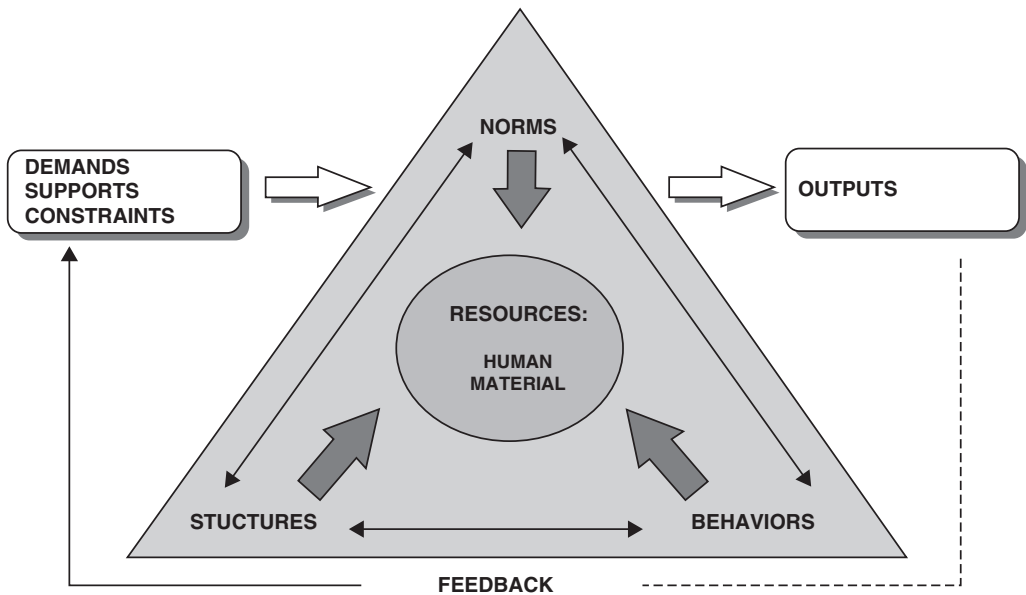 NORMS
DEMANDS
SUPPORTS
CONSTRAINTS
OUTPUTS
RESOURCES:
HUMAN
MATERIAL
STUCTURES
BEHAVIORS
FEEDBACK